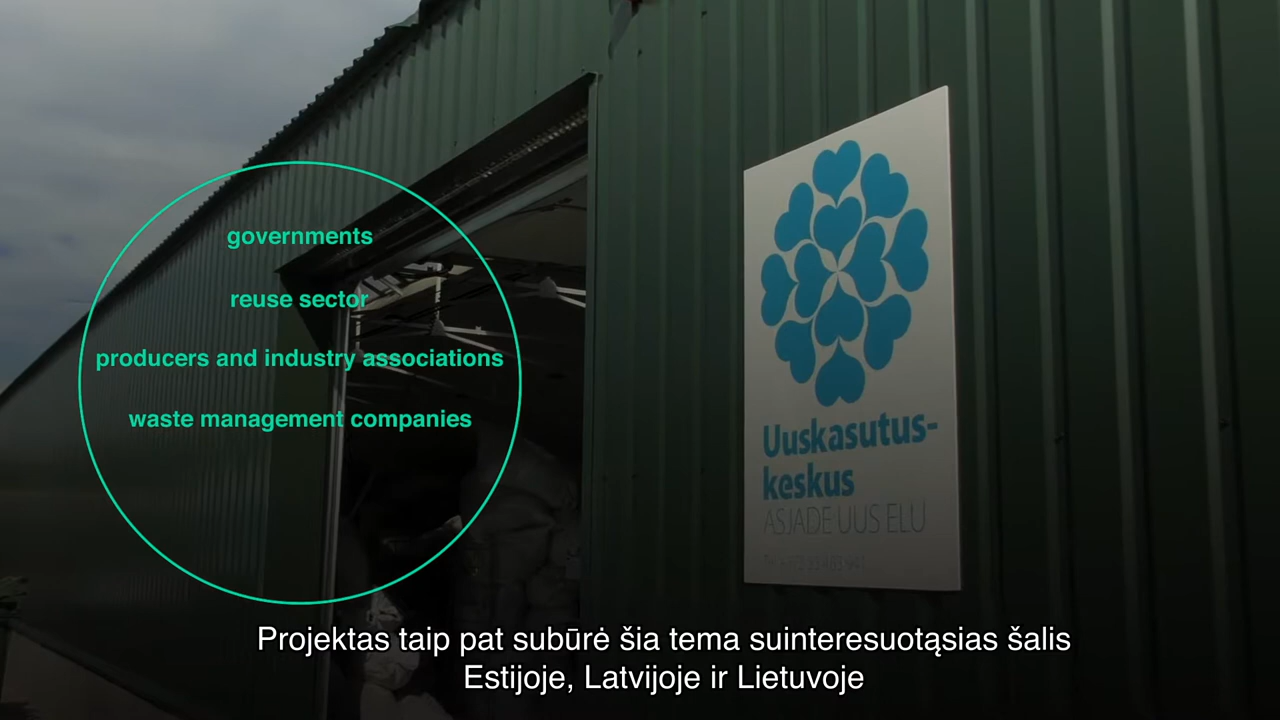 governments
reuse sector
producers and industry associations
waste management companies
Uuskasutus-
keskus
ASJADE UUS ELU
Projektas taip pat subūrė šia tema suinteresuotąsias šalis
Estijoje, Latvijoje ir Lietuvoje